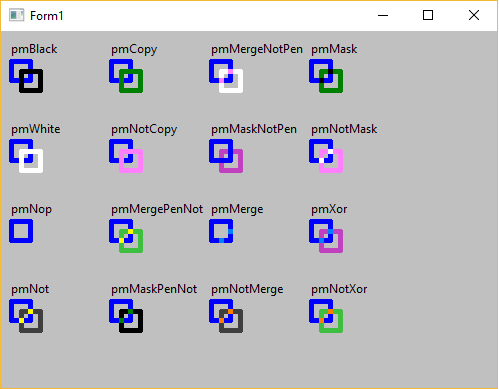 Form1
pmBlack pmCopy pmMergeNotPen pmMask
pmWhite pmNotCopy pmMaskNotPen pmNotMask
pmNop pmMergePenNot pmMerge pmXor
pmNot pmMaskPenNot pmNotMerge pmNotXor